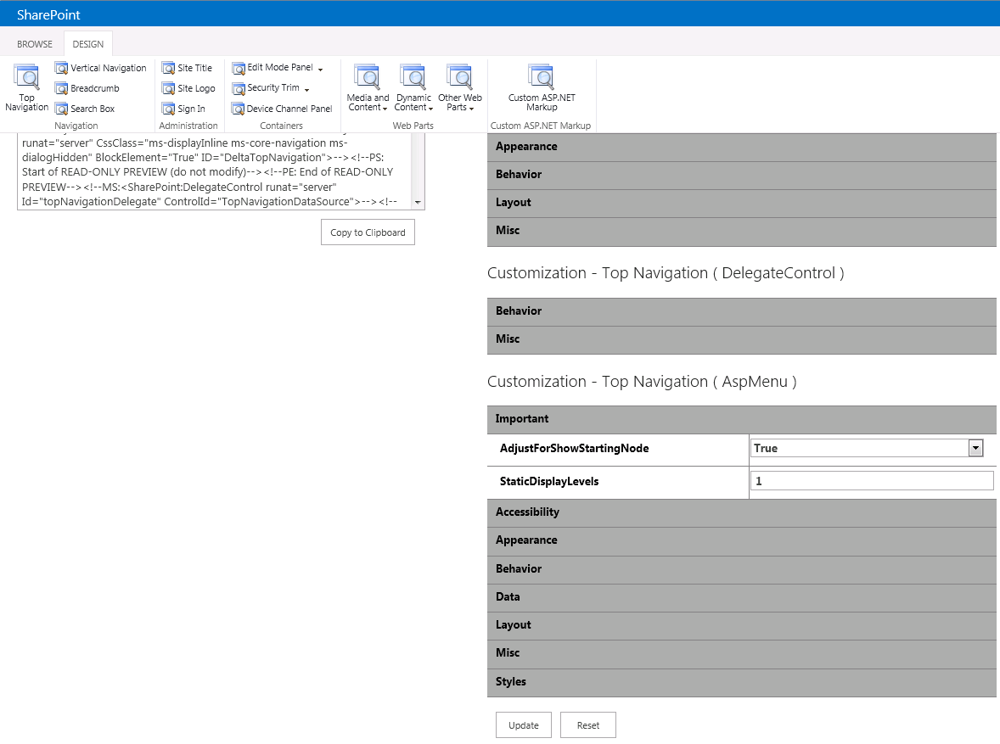 SharePoint
BROWSE
DESIGN
Top
Navigation
Vertical Navigation
Breadcrumb
Search Box
Navigation
Site Title
Site Logo
Sign In
Administration
Edit Mode Panel
Security Trim
Device Channel Panel
Containers
Media and
Content
Dynamic
Content
Other Web
Parts
Web Parts
Custom ASP.NET
Markup
Custom ASP.NET Markup
runat="server" CssClass="ms-displayInline ms-core-navigation ms-
dialogHidden" BlockElement="True" ID="DeltaTopNavigation">--><!--PS:
Start of READ-ONLY PREVIEW (do not modify)--><!--PE: End of READ-ONLY
PREVIEW--><!--MS:<SharePoint:DelegateControl runat="server"
Id="topNavigationDelegate" ControlId="TopNavigationDataSource">--><!--
Copy to Clipboard
Appearance
Behavior
Layout
Misc
Customization - Top Navigation ( DelegateControl )
Behavior
Misc
Customization - Top Navigation ( AspMenu )
Important
AdjustForShowStartingNode True
StaticDisplayLevels 1
Accessibility
Appearance
Behavior
Data
Layout
Misc
Styles
Update
Reset